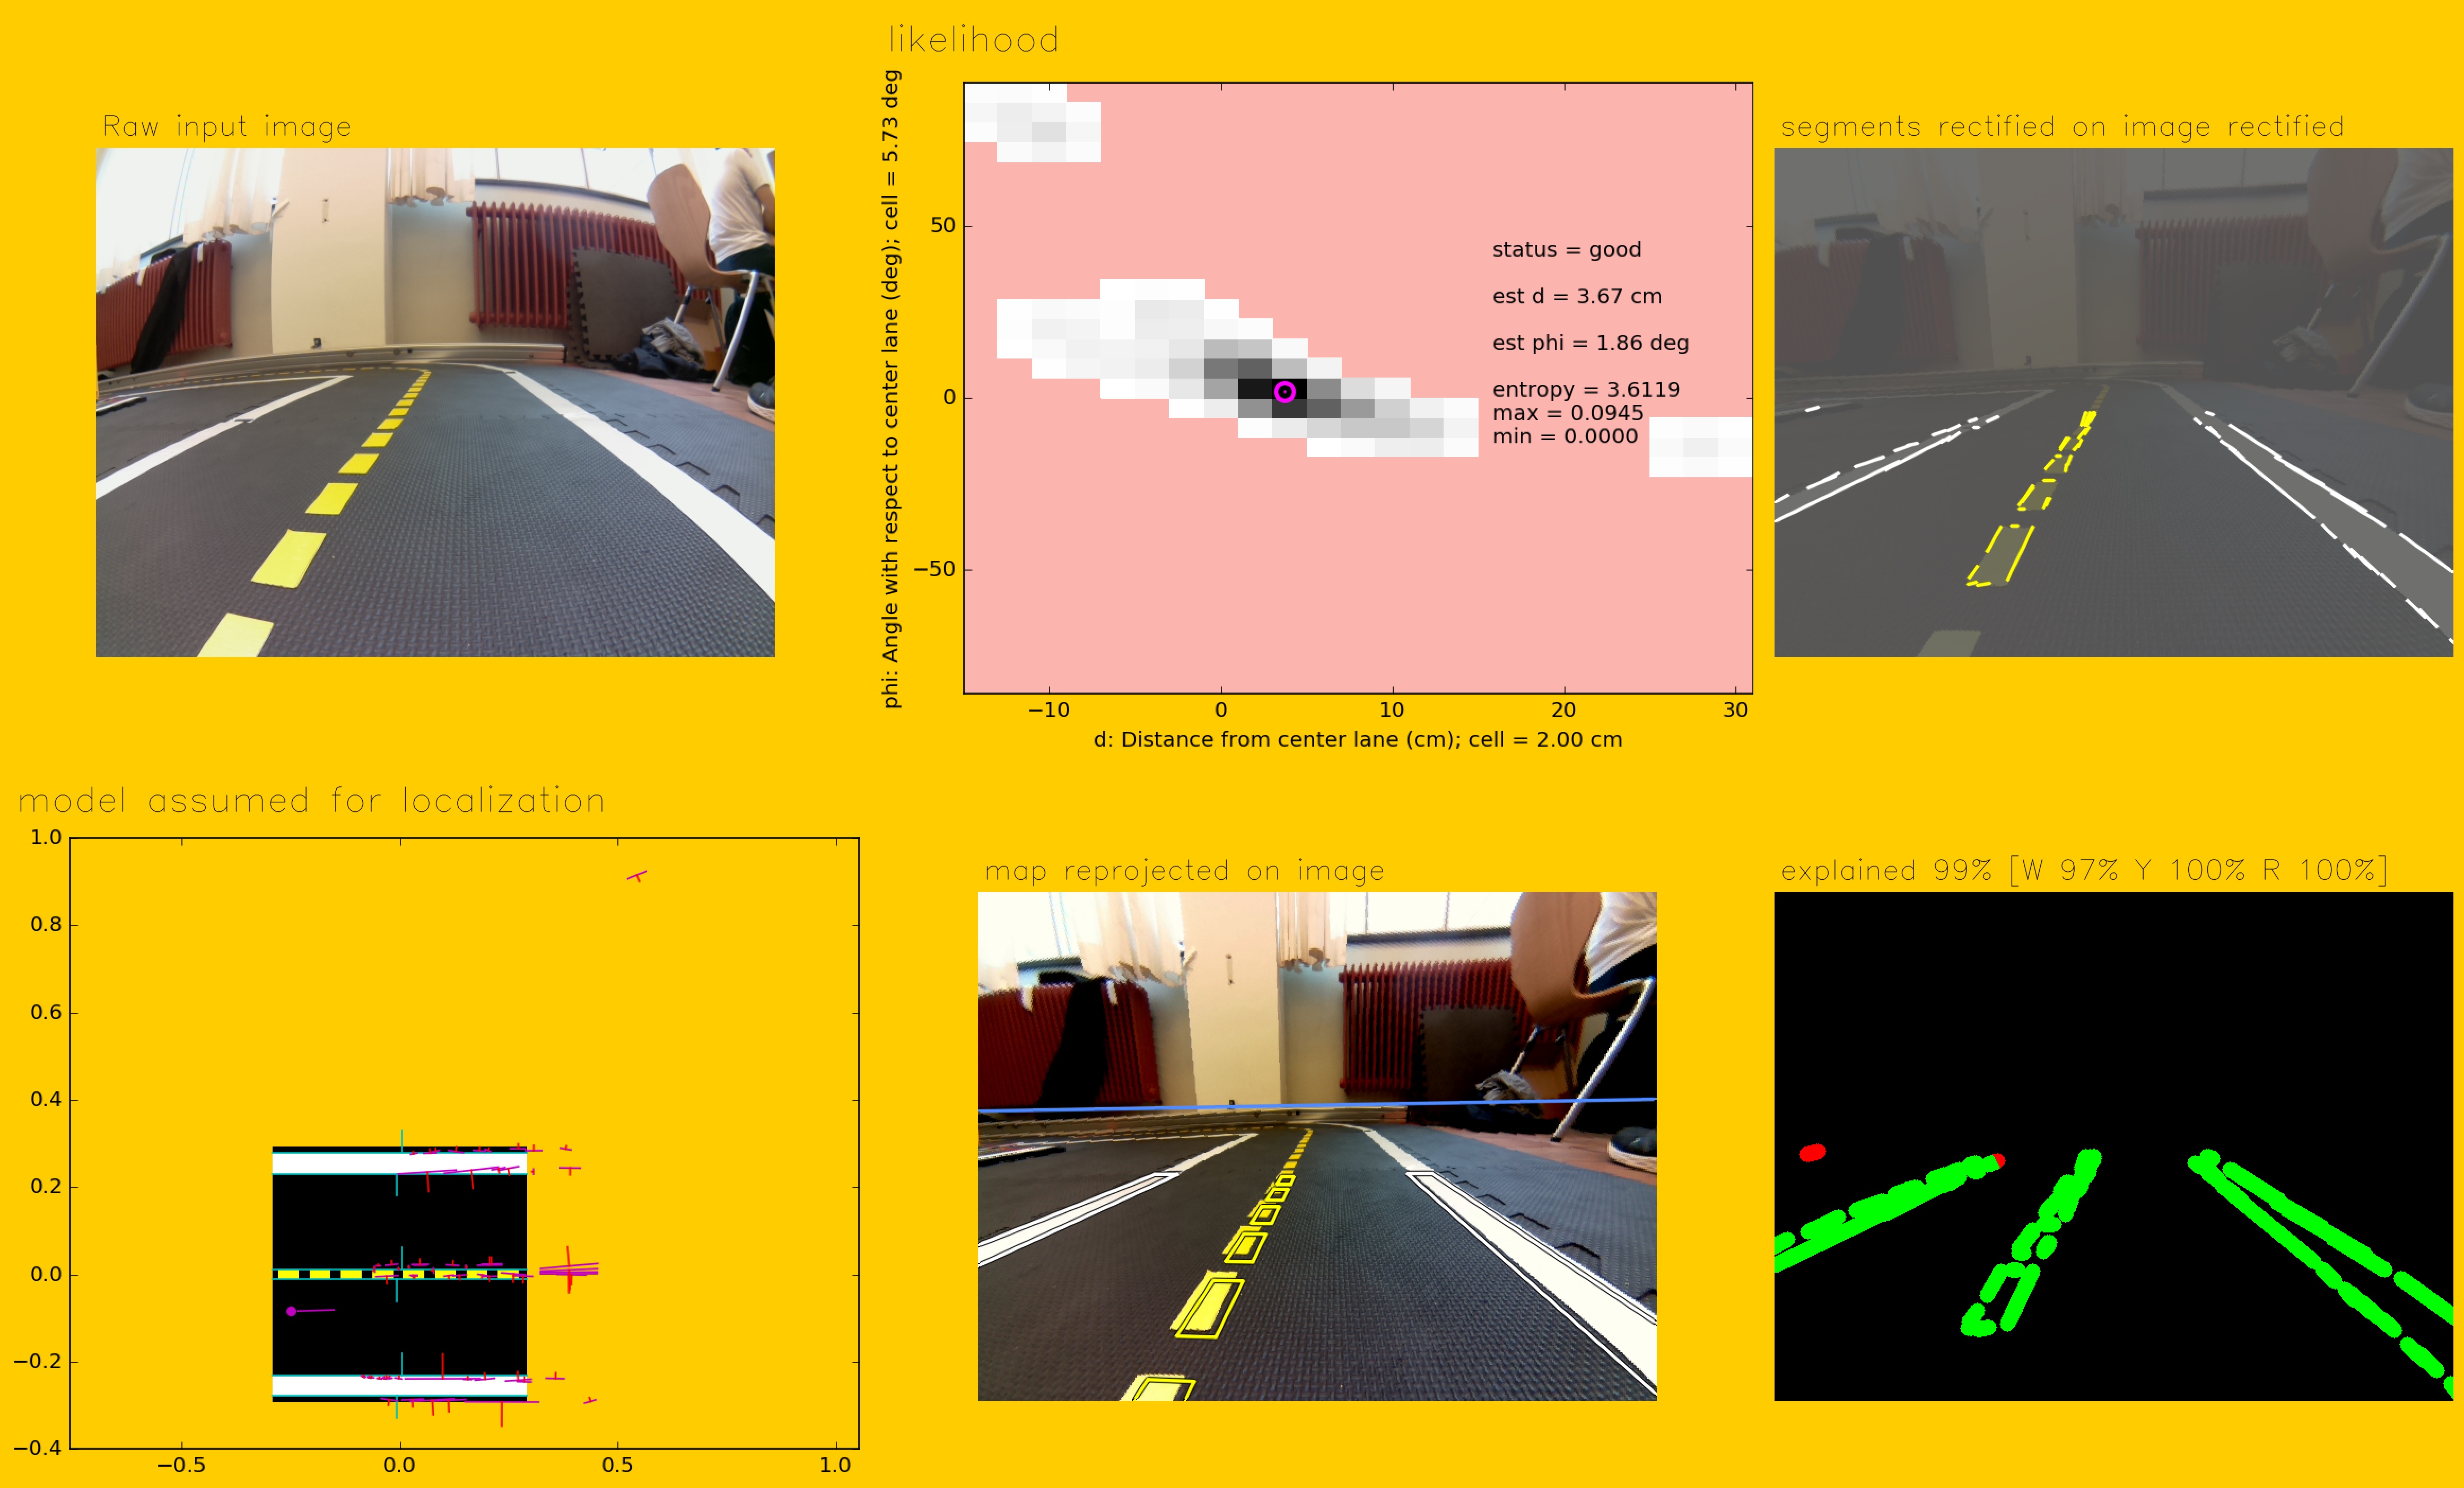 likelihood
Raw input image
phi: Angle with respect to center lane (deg); cell = 5.73 deg
50
0
−50
status = good
est d = 3.67 cm
est phi = 1.86 deg
entropy = 3.6119
max = 0.0945
min = 0.0000
−10 0 10 20 30
d: Distance from center lane (cm); cell = 2.00 cm
segments rectified on image rectified
model assumed for localization
1.0
0.8
0.6
0.4
0.2
0.0
−0.2
−0.4
−0.5 0.0 0.5 1.0
map reprojected on image
explained 99% [W 97% Y 100% R 100%]